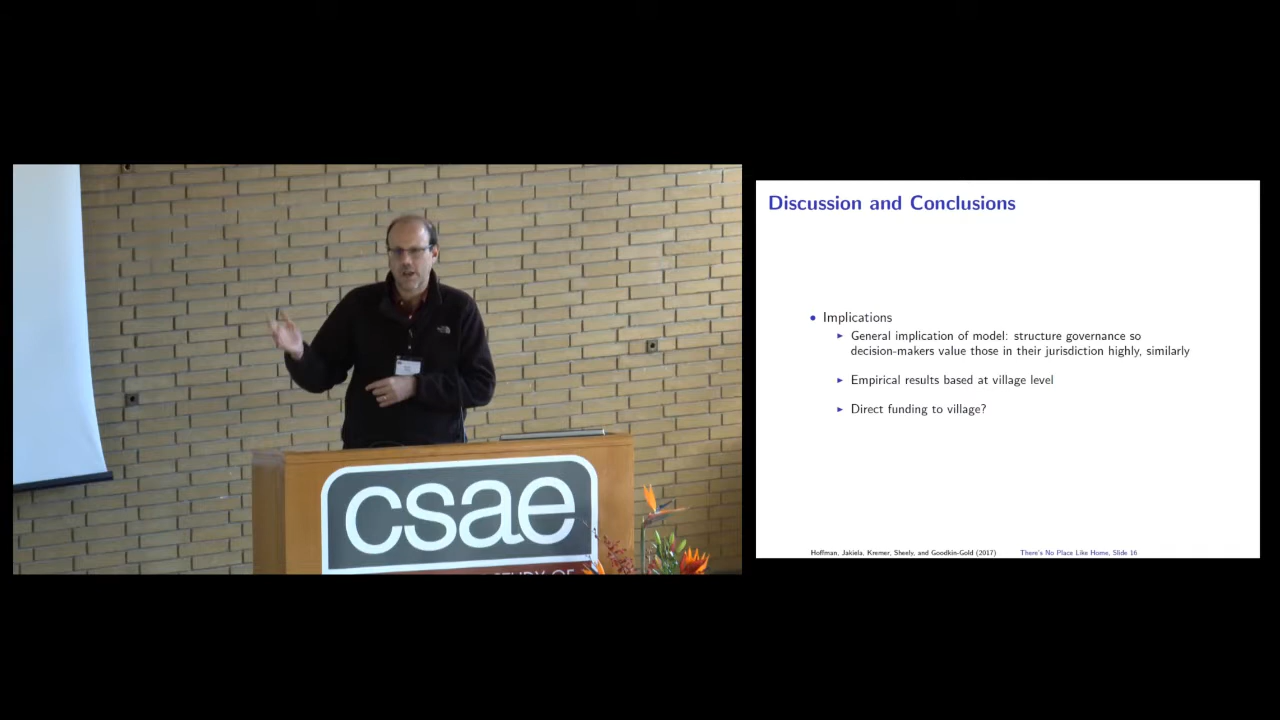 csae
STUDY OF
Discussion and Conclusions
• Implications
▶ General implication of model: structure governance so
decision-makers value those in their jurisdiction highly, similarly
▶ Empirical results based at village level
▶ Direct funding to village?
Hoffman, Jakiela, Kremer, Sheely, and Goodkin-Gold (2017) There's No Place Like Home, Slide 16